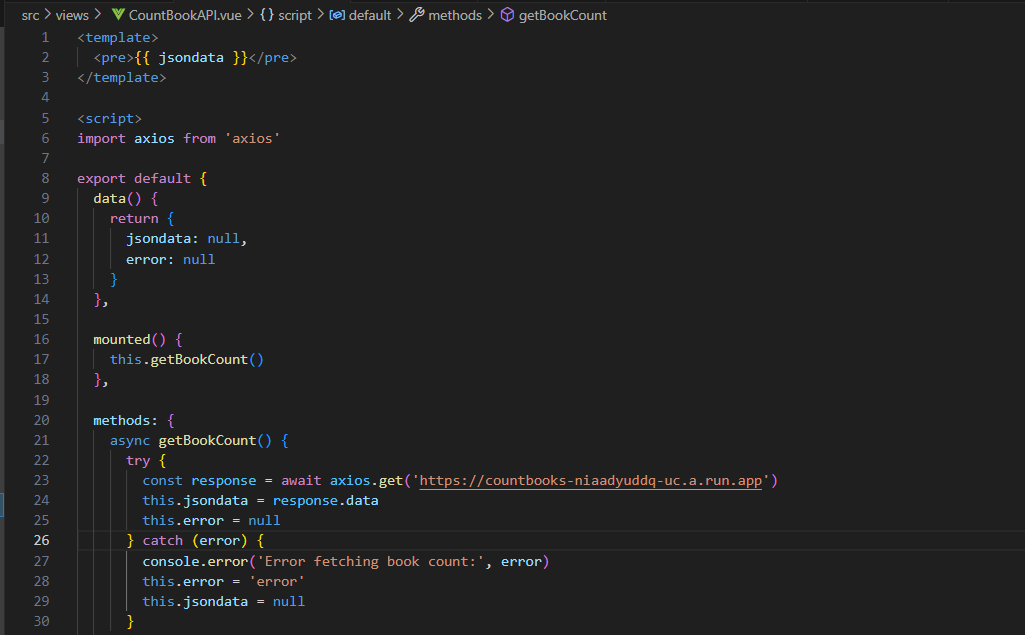 src > views > CountBookAPI.vue > {} script > default > methods > getBookCount
1 <template>
2   <pre>{{ jsondata }}</pre>
3 </template>
4
5 <script>
6 import axios from 'axios'
7
8 export default {
9   data() {
10     return {
11       jsondata: null,
12       error: null
13     }
14   },
15
16   mounted() {
17     this.getBookCount()
18   },
19
20   methods: {
21     async getBookCount() {
22       try {
23         const response = await axios.get('https://countbooks-niaadyuddq-uc.a.run.app')
24         this.jsondata = response.data
25         this.error = null
26       } catch (error) {
27         console.error('Error fetching book count:', error)
28         this.error = 'error'
29         this.jsondata = null
30       }